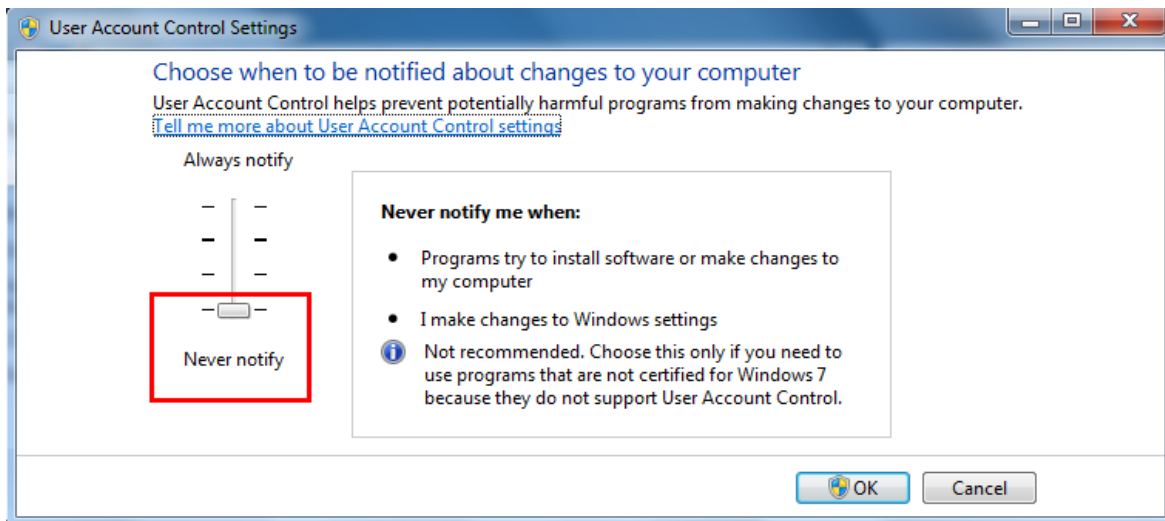 User Account Control Settings
Choose when to be notified about changes to your computer
User Account Control helps prevent potentially harmful programs from making changes to your computer.
Tell me more about User Account Control settings
Always notify
Never notify me when:
Programs try to install software or make changes to
my computer
I make changes to Windows settings
Never notify
Not recommended. Choose this only if you need to
use programs that are not certified for Windows 7
because they do not support User Account Control.
OK
Cancel